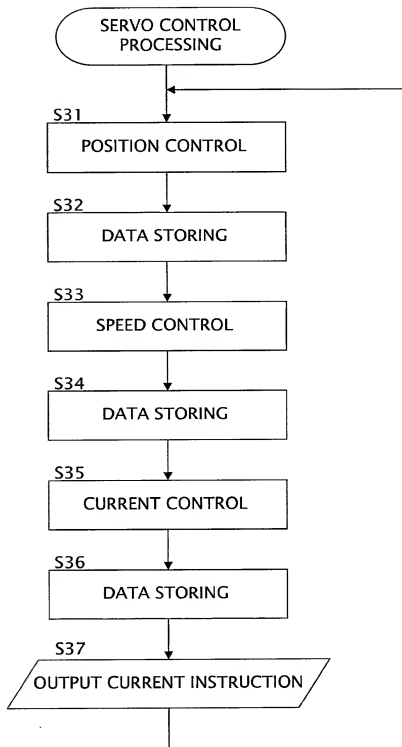 SERVO CONTROL
PROCESSING
S31
POSITION CONTROL
S32
DATA STORING
S33
SPEED CONTROL
S34
DATA STORING
S35
CURRENT CONTROL
S36
DATA STORING
S37
OUTPUT CURRENT INSTRUCTION